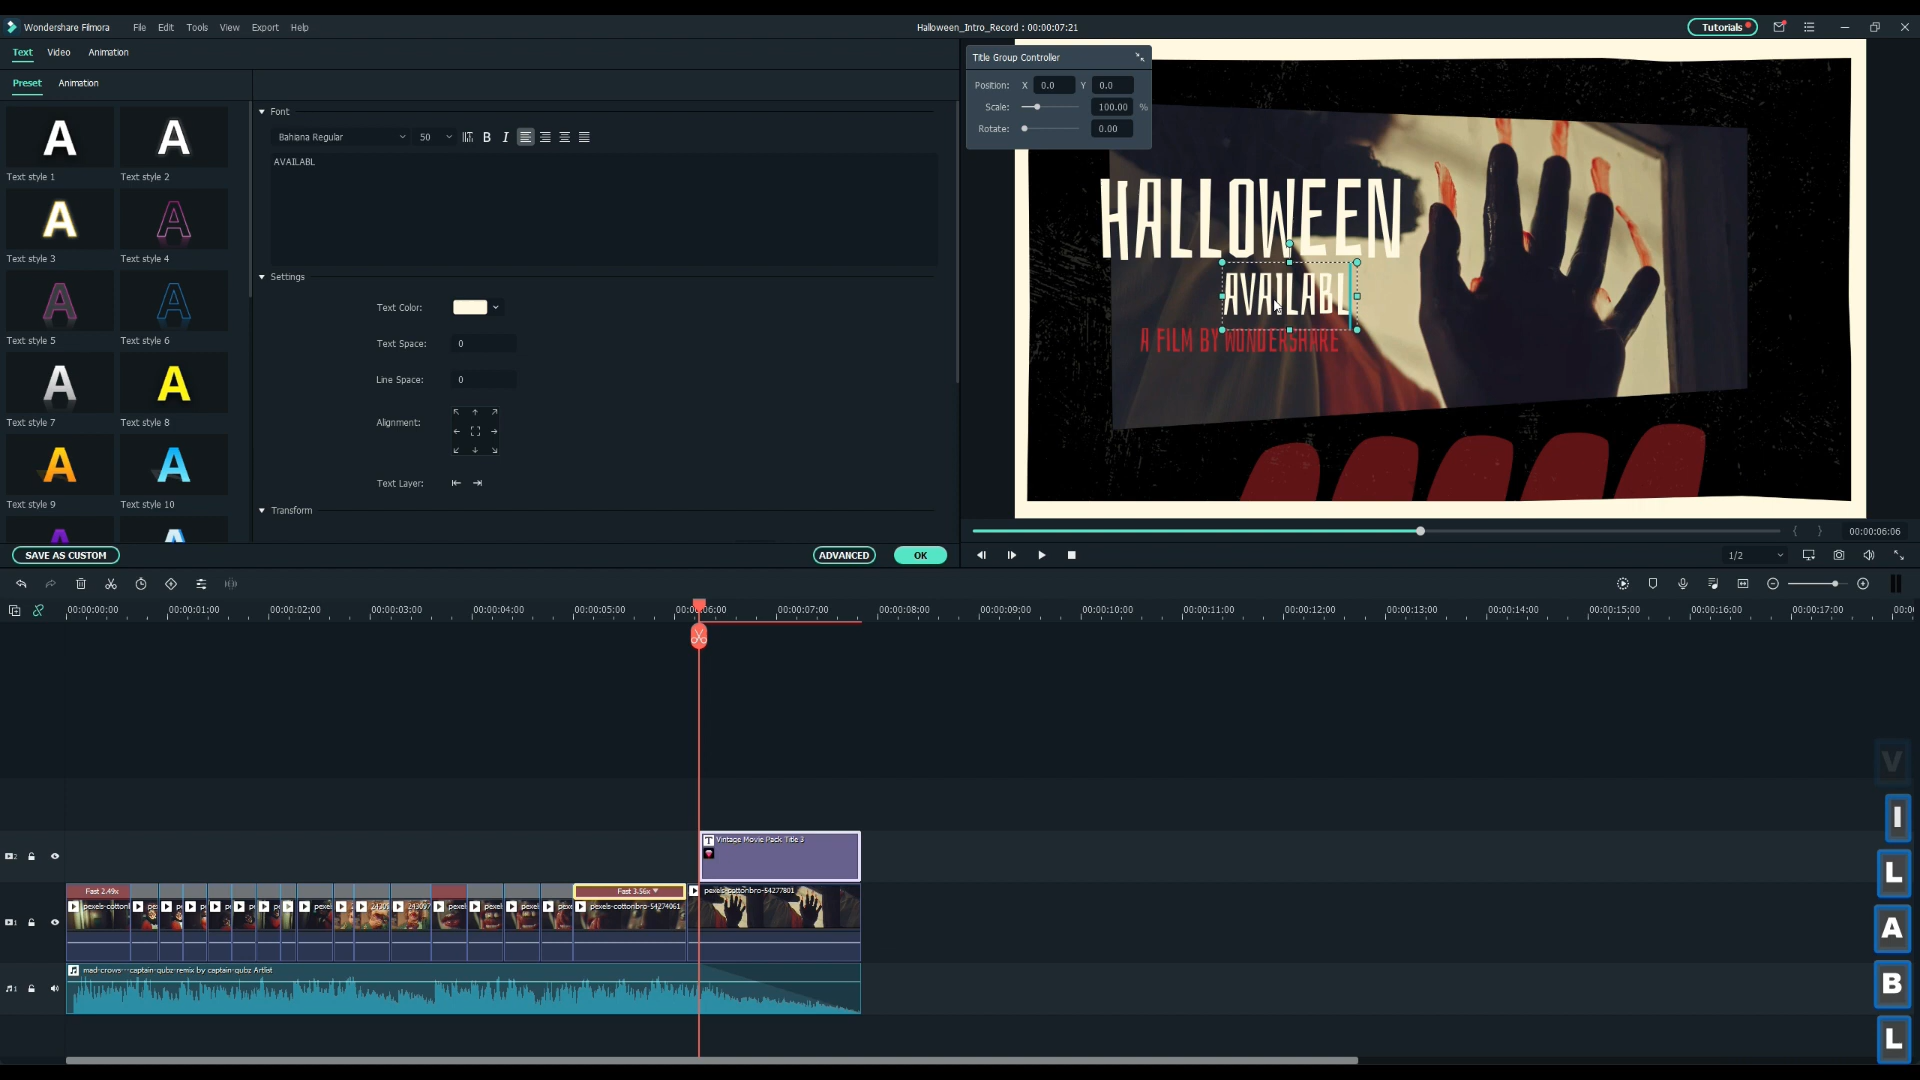 Wondershare Filmora
File
Edit
Tools
View
Export
Help
Halloween_Intro_Record : 00:00:07:21
Tutorials
Text
Video
Animation
Preset
Animation
Text style 1
Text style 2
Text style 3
Text style 4
Text style 5
Text style 6
Text style 7
Text style 8
Text style 9
Text style 10
Font
Bahiana Regular
50
B
I
AVAILABL
Settings
Text Color:
Text Space:
0
Line Space:
0
Alignment:
Text Layer:
Transform
SAVE AS CUSTOM
ADVANCED
OK
Title Group Controller
Position:
X
0.0
Y
0.0
Scale:
100.00
%
Rotate:
0.00
HALLOWEEN
AVAILABL
A FILM BY WONDERSHARE
00:00:06:06
1/2
00:00:00:00
00:00:01:00
00:00:02:00
00:00:03:00
00:00:04:00
00:00:05:00
00:00:06:00
00:00:07:00
00:00:08:00
00:00:09:00
00:00:10:00
00:00:11:00
00:00:12:00
00:00:13:00
00:00:14:00
00:00:15:00
00:00:16:00
00:00:17:00
Vintage Movie Pack Title 3
Fast 2.49x
Fast 3.56x
pexels-cottonbro-54274061
pexels-cottonbro-54277801
mad-crows---captain-qubz-remix by captain-qubz Artlist
V
I
L
A
B
L